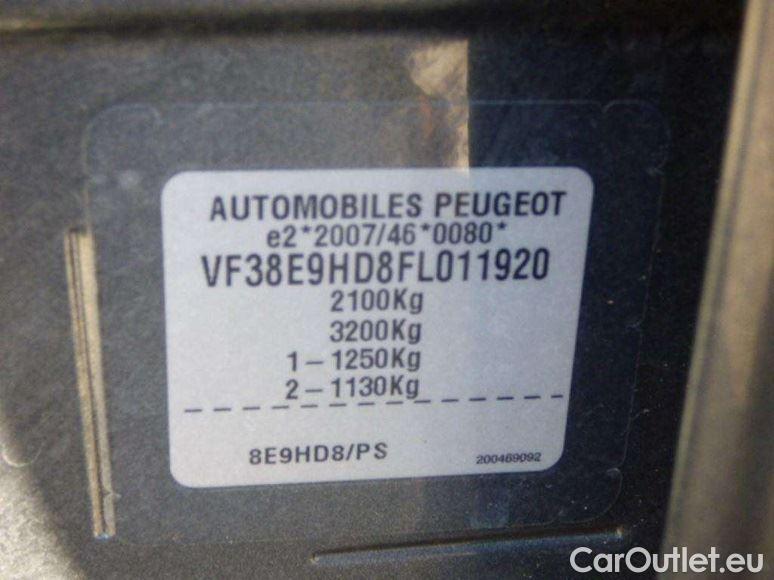 AUTOMOBILES PEUGEOT
e2*2007/46*0080*
VF38E9HD8FL011920
2100Kg
3200Kg
1-1250Kg
2-1130Kg
8E9HD8/PS
200469092
CarOutlet.eu